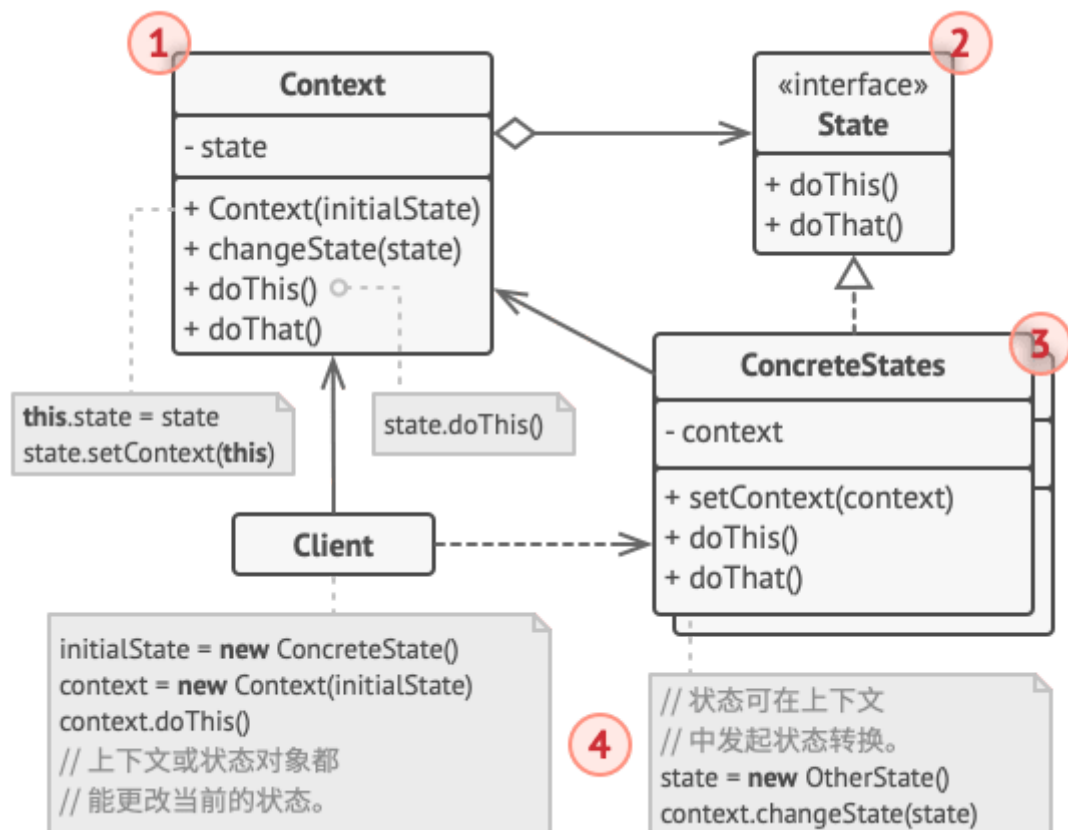 1
Context
- state
+ Context(initialState)
+ changeState(state)
+ doThis()
+ doThat()
2
«interface»
State
+ doThis()
+ doThat()
3
ConcreteStates
- context
+ setContext(context)
+ doThis()
+ doThat()
this.state = state
state.setContext(this)
state.doThis()
Client
initialState = new ConcreteState()
context = new Context(initialState)
context.doThis()
// 上下文或状态对象都
// 能更改当前的状态。
4
// 状态可在上下文
// 中发起状态转换。
state = new OtherState()
context.changeState(state)